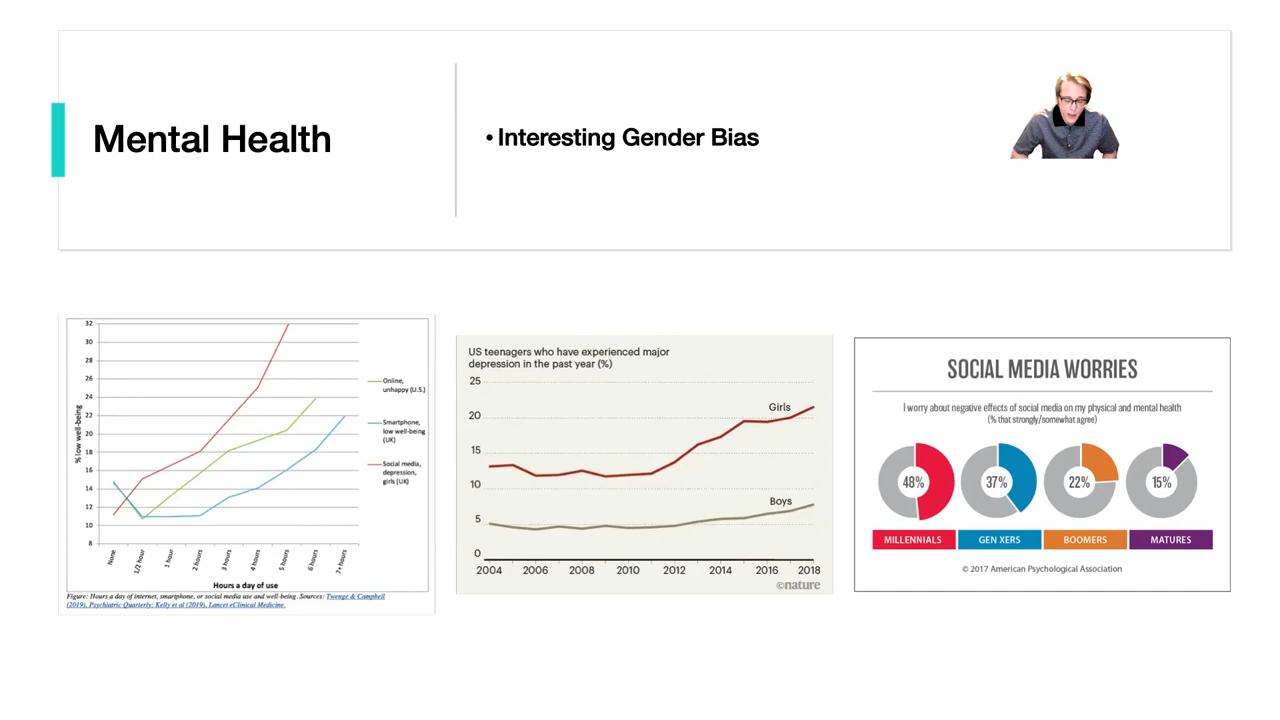 Mental Health
• Interesting Gender Bias
32
30
28
26
24
22
20
18
16
14
12
10
8
% low well-being
None
1/2 hour
1 hour
2 hours
3 hours
4 hours
5 hours
6 hours
7+ hours
Hours a day of use
Online,
unhappy (U.S.)
Smartphone,
low well-being
(UK)
Social media,
depression,
girls (UK)
Figure: Hours a day of internet, smartphone, or social media use and well-being. Sources: Twenge & Campbell
(2019), Psychiatric Quarterly; Kelly et al (2019), Lancet eClinical Medicine.
US teenagers who have experienced major
depression in the past year (%)
25
20
15
10
5
0
Girls
Boys
2004 2006 2008 2010 2012 2014 2016 2018
©nature
SOCIAL MEDIA WORRIES
I worry about negative effects of social media on my physical and mental health
(% that strongly/somewhat agree)
48% 37% 22% 15%
MILLENNIALS GEN XERS BOOMERS MATURES
© 2017 American Psychological Association